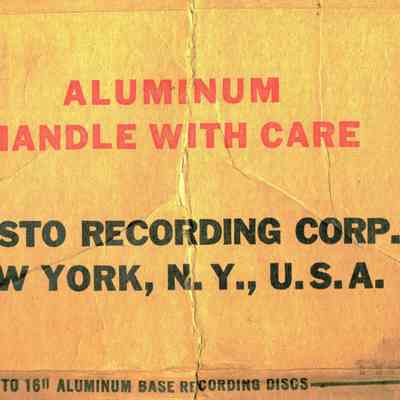 ALUMINUM
HANDLE WITH CARE
STO RECORDING CORP.
W YORK, N.Y., U.S.A.
TO 16" ALUMINUM BASE RECORDING DISCS